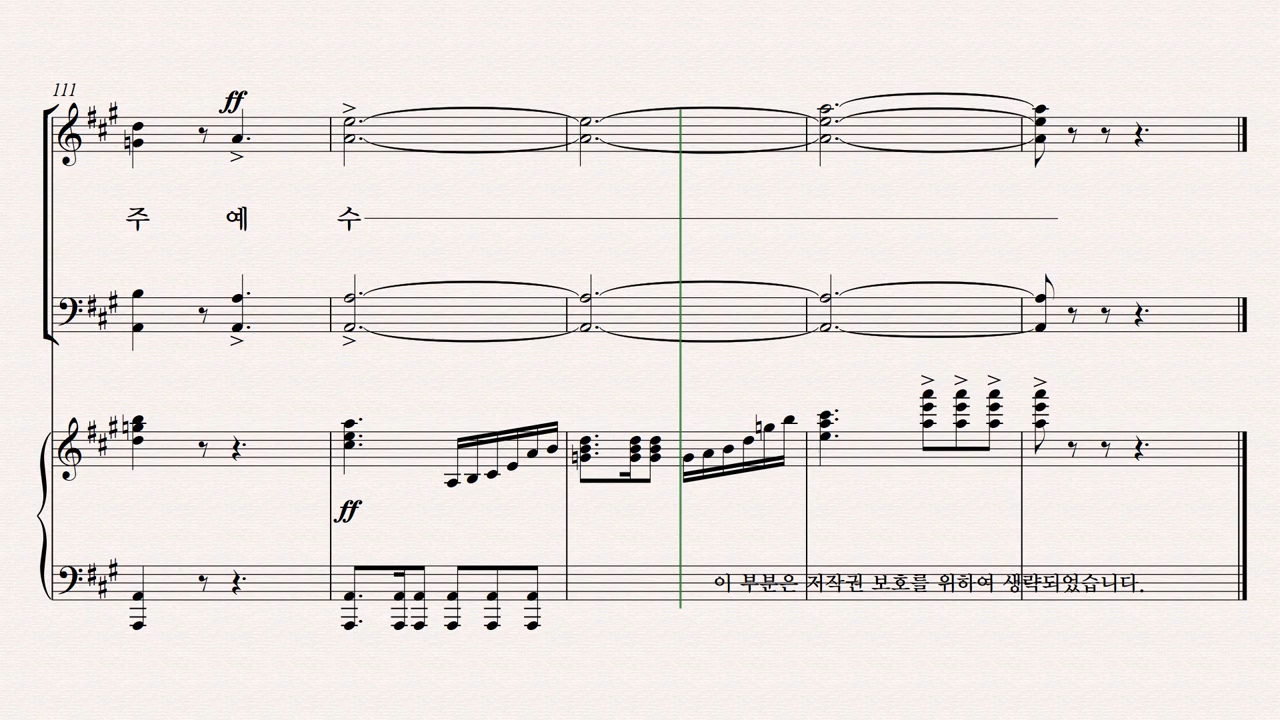 111
ff
주 예 수
ff
이 부분은 저작권 보호를 위하여 생략되었습니다.